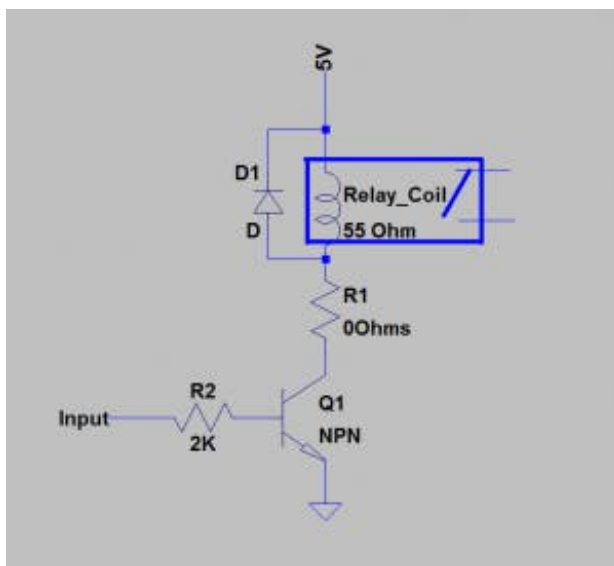 5V
D1
D
Relay_Coil
55 Ohm
R1
0Ohms
R2
2K
Input
Q1
NPN